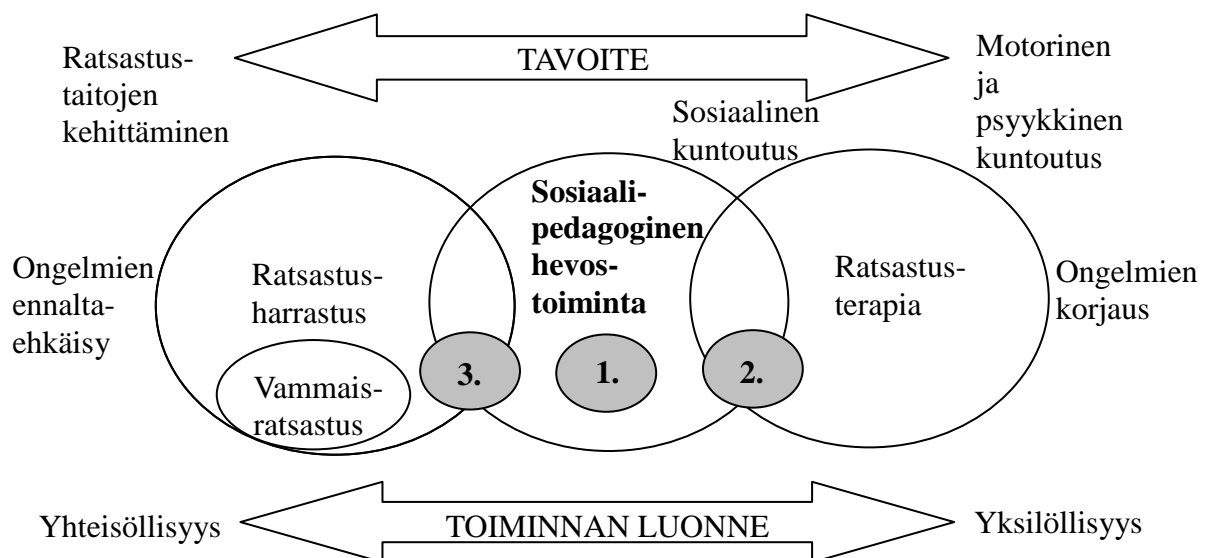 TAVOITE
Ratsastus-
taitojen
kehittäminen
Motorinen
ja
psyykkinen
kuntoutus
Sosiaalinen
kuntoutus
Ongelmien
ennalta-
ehkäisy
Ratsastus-
harrastus
Vammais-
ratsastus
Sosiaali-
pedagoginen
hevos-
toiminta
Ratsastus-
terapia
Ongelmien
korjaus
3.
1.
2.
Yhteisöllisyys
TOIMINNAN LUONNE
Yksilöllisyys